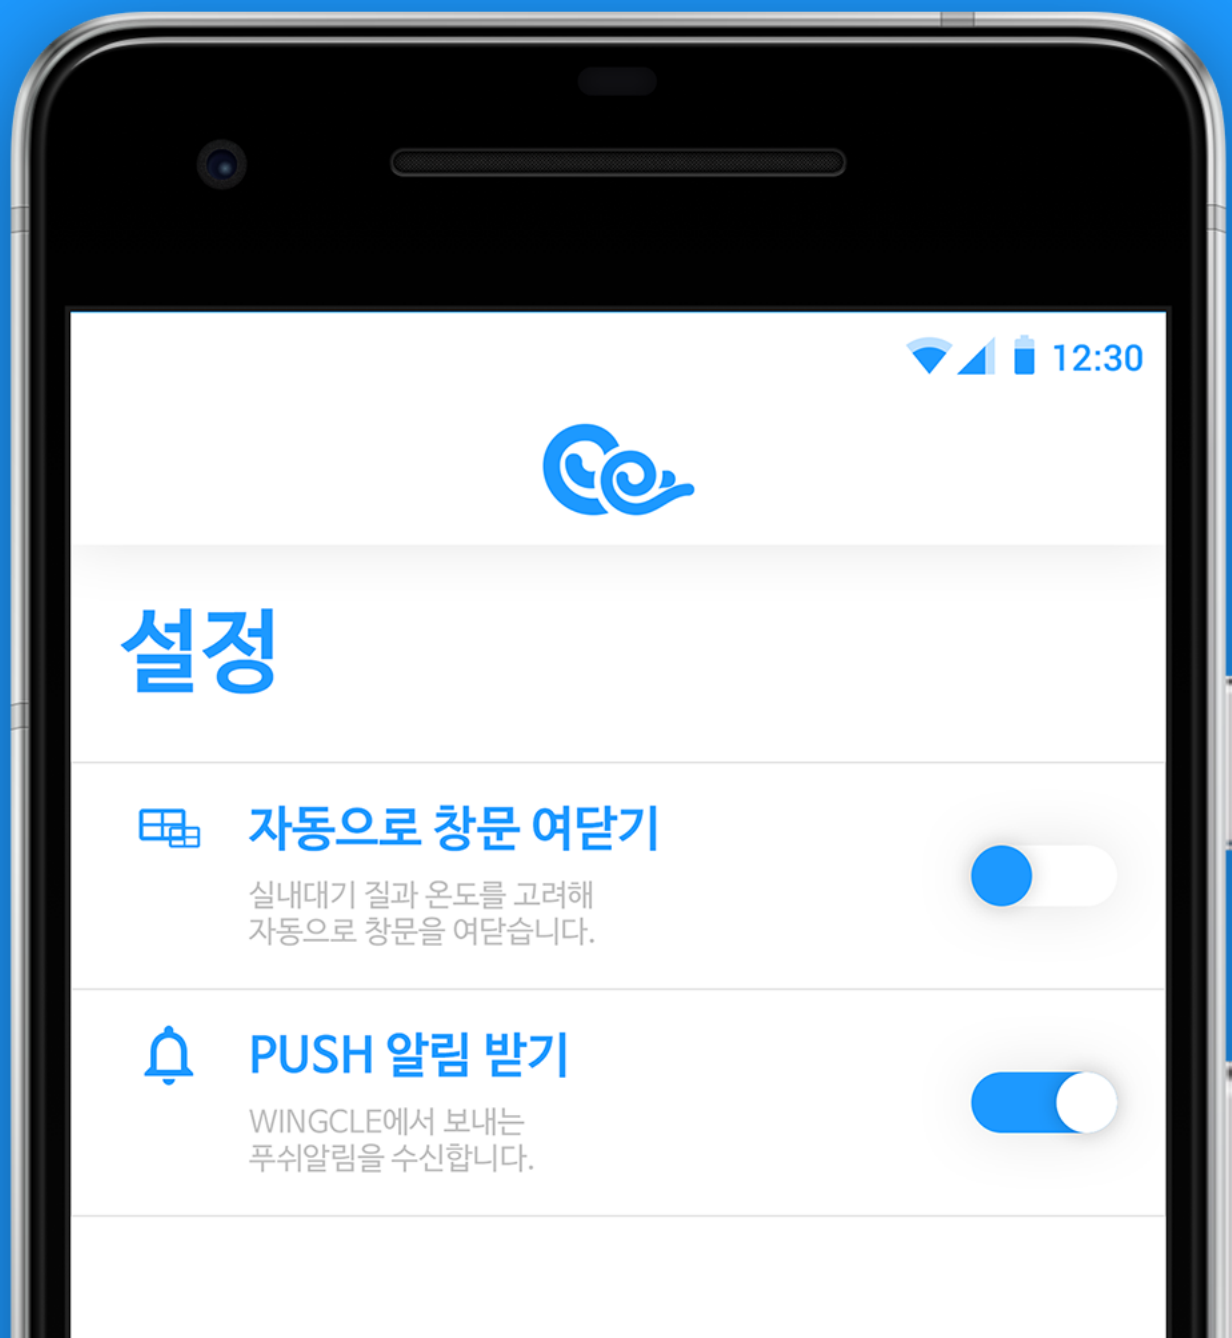 12:30
설정
자동으로 창문 여닫기
실내대기 질과 온도를 고려해
자동으로 창문을 여닫습니다.
PUSH 알림 받기
WINGCLE에서 보내는
푸쉬알림을 수신합니다.